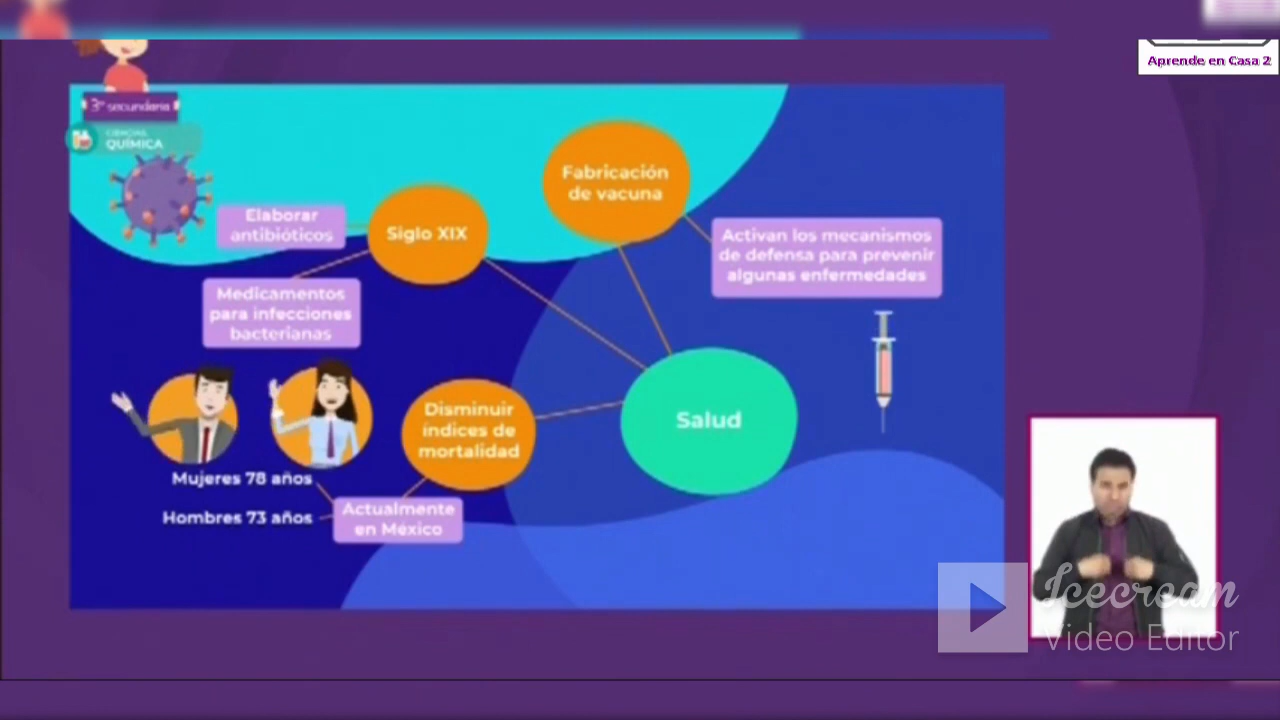 Aprende en Casa 2
3º secundaria
CIENCIAS.
QUÍMICA
Fabricación
de vacuna
Elaborar
antibióticos
Siglo XIX
Activan los mecanismos
de defensa para prevenir
algunas enfermedades
Medicamentos
para infecciones
bacterianas
Disminuir
índices de
mortalidad
Salud
Mujeres 78 años
Hombres 73 años
Actualmente
en México
Icecream
Video Editor